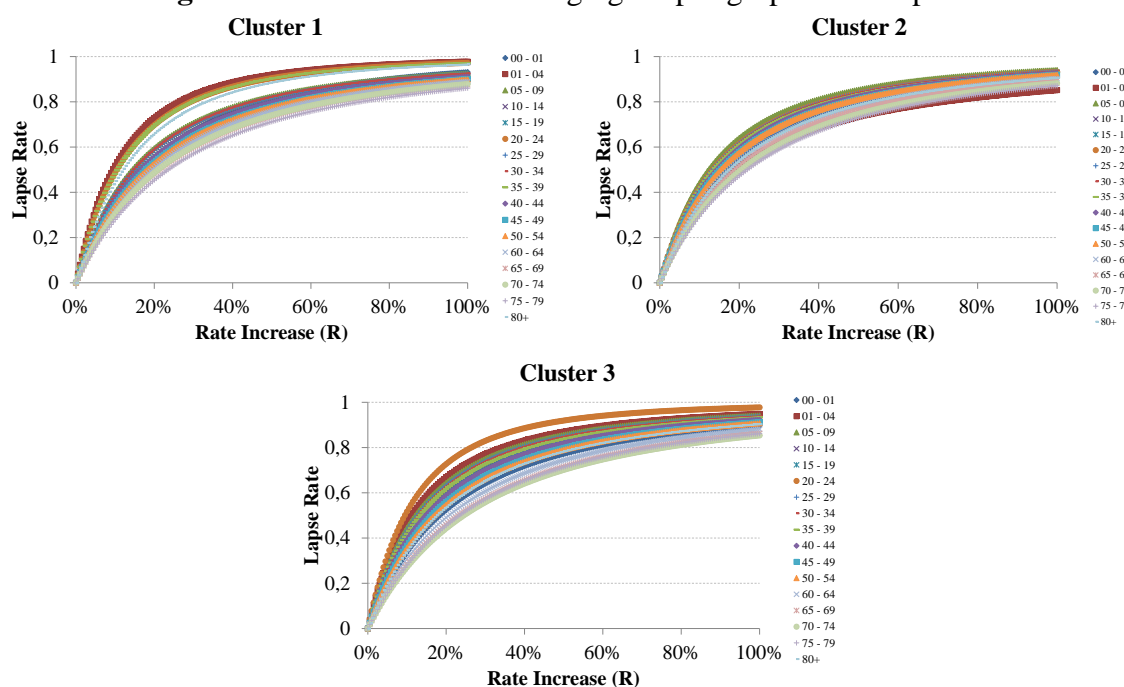 Cluster 1
1
0,8
0,6
0,4
0,2
0
Lapse Rate
0% 20% 40% 60% 80% 100%
Rate Increase (R)
00 - 01
01 - 04
05 - 09
10 - 14
15 - 19
20 - 24
25 - 29
30 - 34
35 - 39
40 - 44
45 - 49
50 - 54
60 - 64
65 - 69
70 - 74
75 - 79
80+
Cluster 2
1
0,8
0,6
0,4
0,2
0
Lapse Rate
0% 20% 40% 60% 80% 100%
Rate Increase (R)
00 - 0
01 - 0
05 - 0
10 - 1
15 - 1
20 - 2
25 - 2
30 - 3
35 - 3
40 - 4
45 - 4
50 - 5
60 - 6
65 - 6
70 - 7
75 - 7
80+
Cluster 3
1
0,8
0,6
0,4
0,2
0
Lapse Rate
0% 20% 40% 60% 80% 100%
Rate Increase (R)
00 - 01
01 - 04
05 - 09
10 - 14
15 - 19
20 - 24
25 - 29
30 - 34
35 - 39
40 - 44
45 - 49
50 - 54
60 - 64
65 - 69
70 - 74
75 - 79
80+